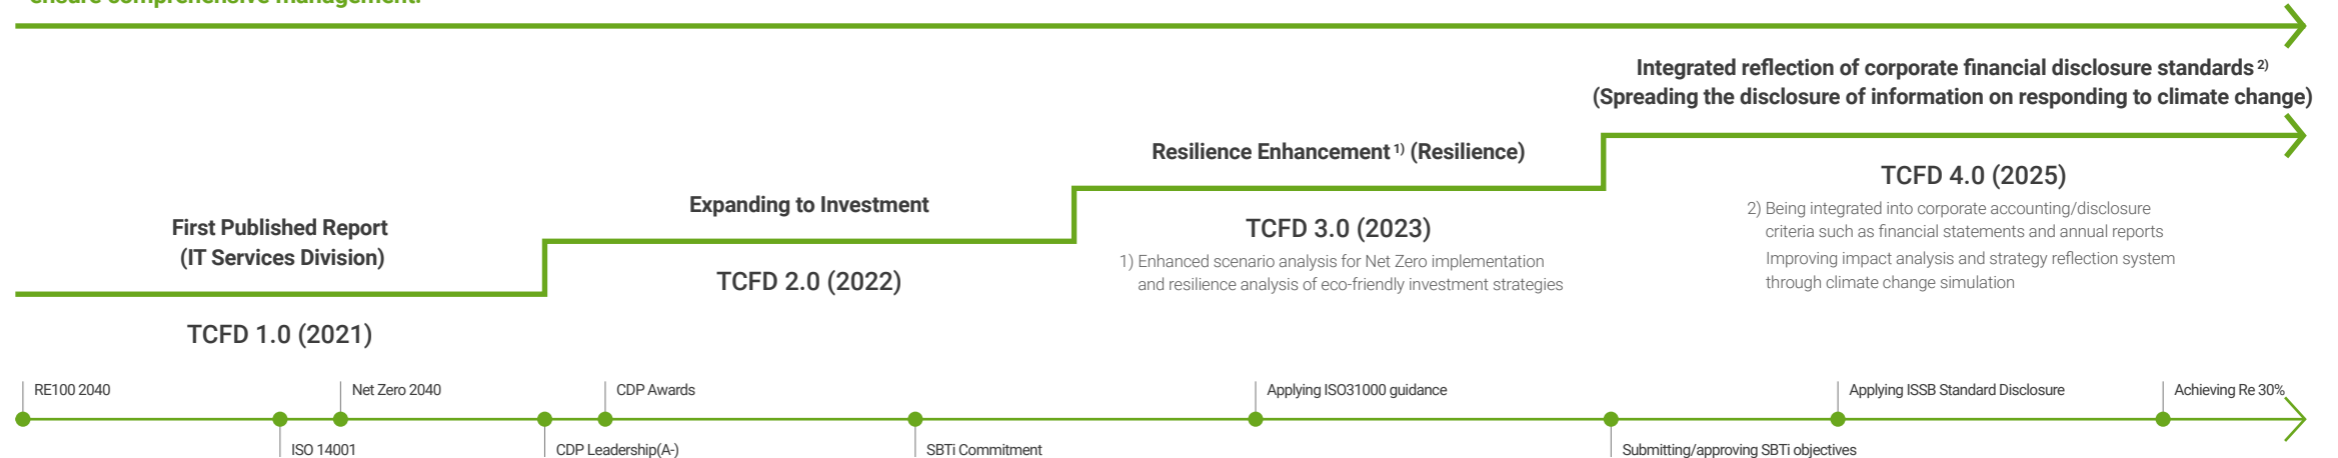 ensure comprehensive management.
Integrated reflection of corporate financial disclosure standards 2)
(Spreading the disclosure of information on responding to climate change)
Resilience Enhancement 1) (Resilience)
TCFD 4.0 (2025)
2) Being integrated into corporate accounting/disclosure
criteria such as financial statements and annual reports
Improving impact analysis and strategy reflection system
through climate change simulation
Expanding to Investment
TCFD 3.0 (2023)
1) Enhanced scenario analysis for Net Zero implementation
and resilience analysis of eco-friendly investment strategies
First Published Report
(IT Services Division)
TCFD 2.0 (2022)
TCFD 1.0 (2021)
RE100 2040
Net Zero 2040
CDP Awards
Applying ISO31000 guidance
Applying ISSB Standard Disclosure
Achieving Re 30%
ISO 14001
CDP Leadership(A-)
SBTi Commitment
Submitting/approving SBTi objectives